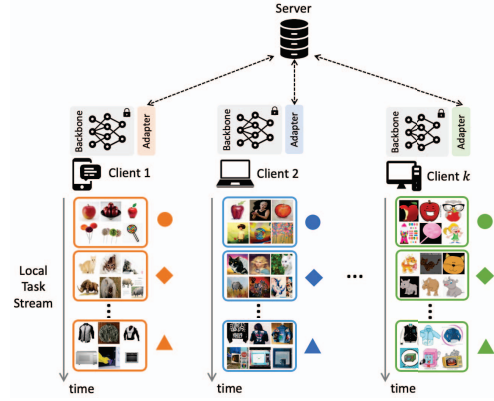 Server
Backbone
Adapter
Backbone
Adapter
Backbone
Adapter
Client 1
Client 2
Client k
Local
Task
Stream
...
time
time
time